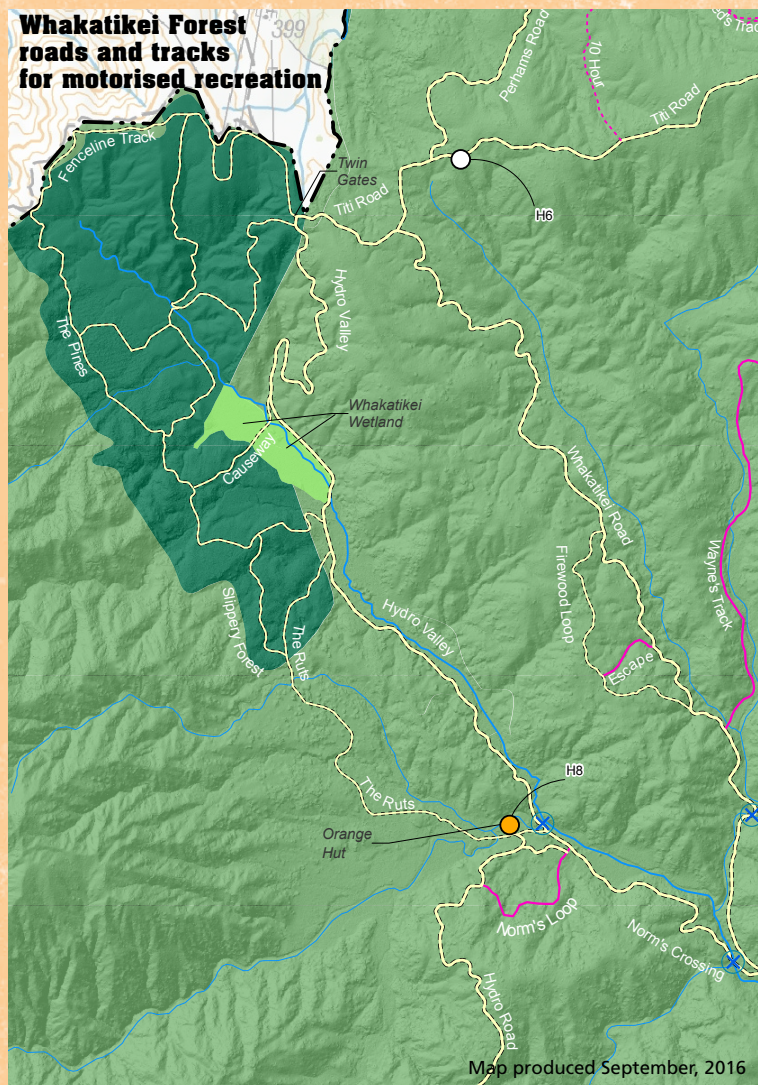 Whakatikei Forest
roads and tracks
for motorised recreation
399
Perhams Road
10 Hour
Titi Road
Fenceline Track
Twin
Gates
Titi Road
H6
Hydro Valley
The Pines
Whakatikei
Wetland
Causeway
Whakatikei Road
Wayne's Track
Firewood Loop
Slippery Forest
The Ruts
Hydro Valley
Escape
H8
The Ruts
Orange
Hut
Norm's Loop
Norm's Crossing
Hydro Road
Map produced September, 2016